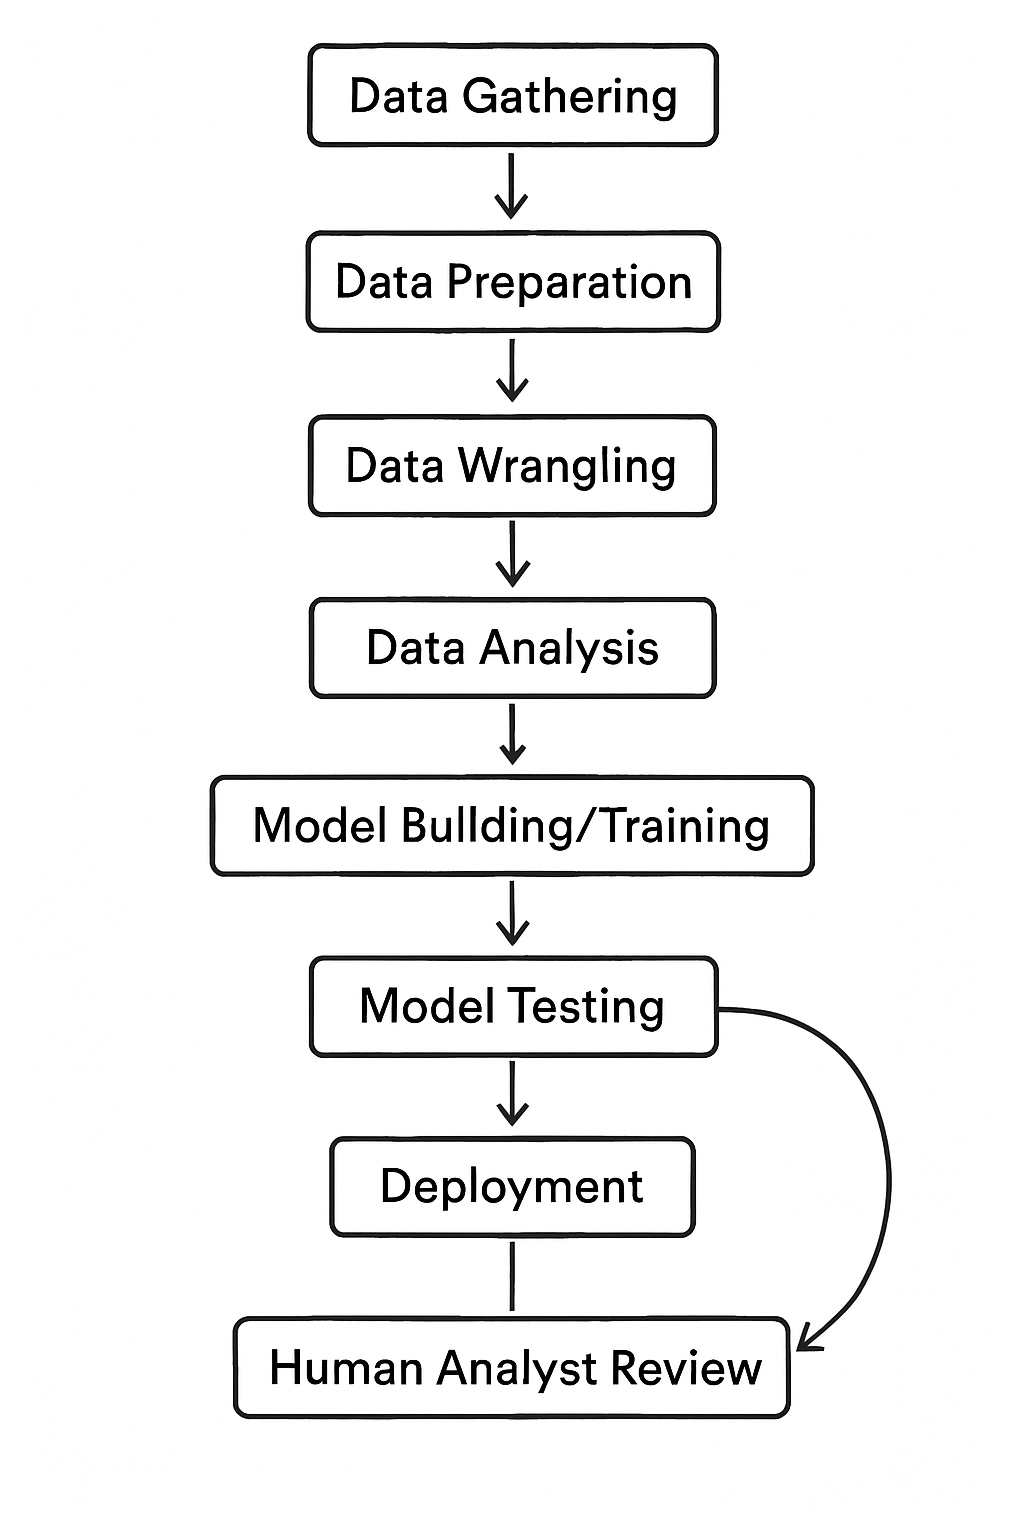 Data Gathering
Data Preparation
Data Wrangling
Data Analysis
Model Bullding/Training
Model Testing
Deployment
Human Analyst Review